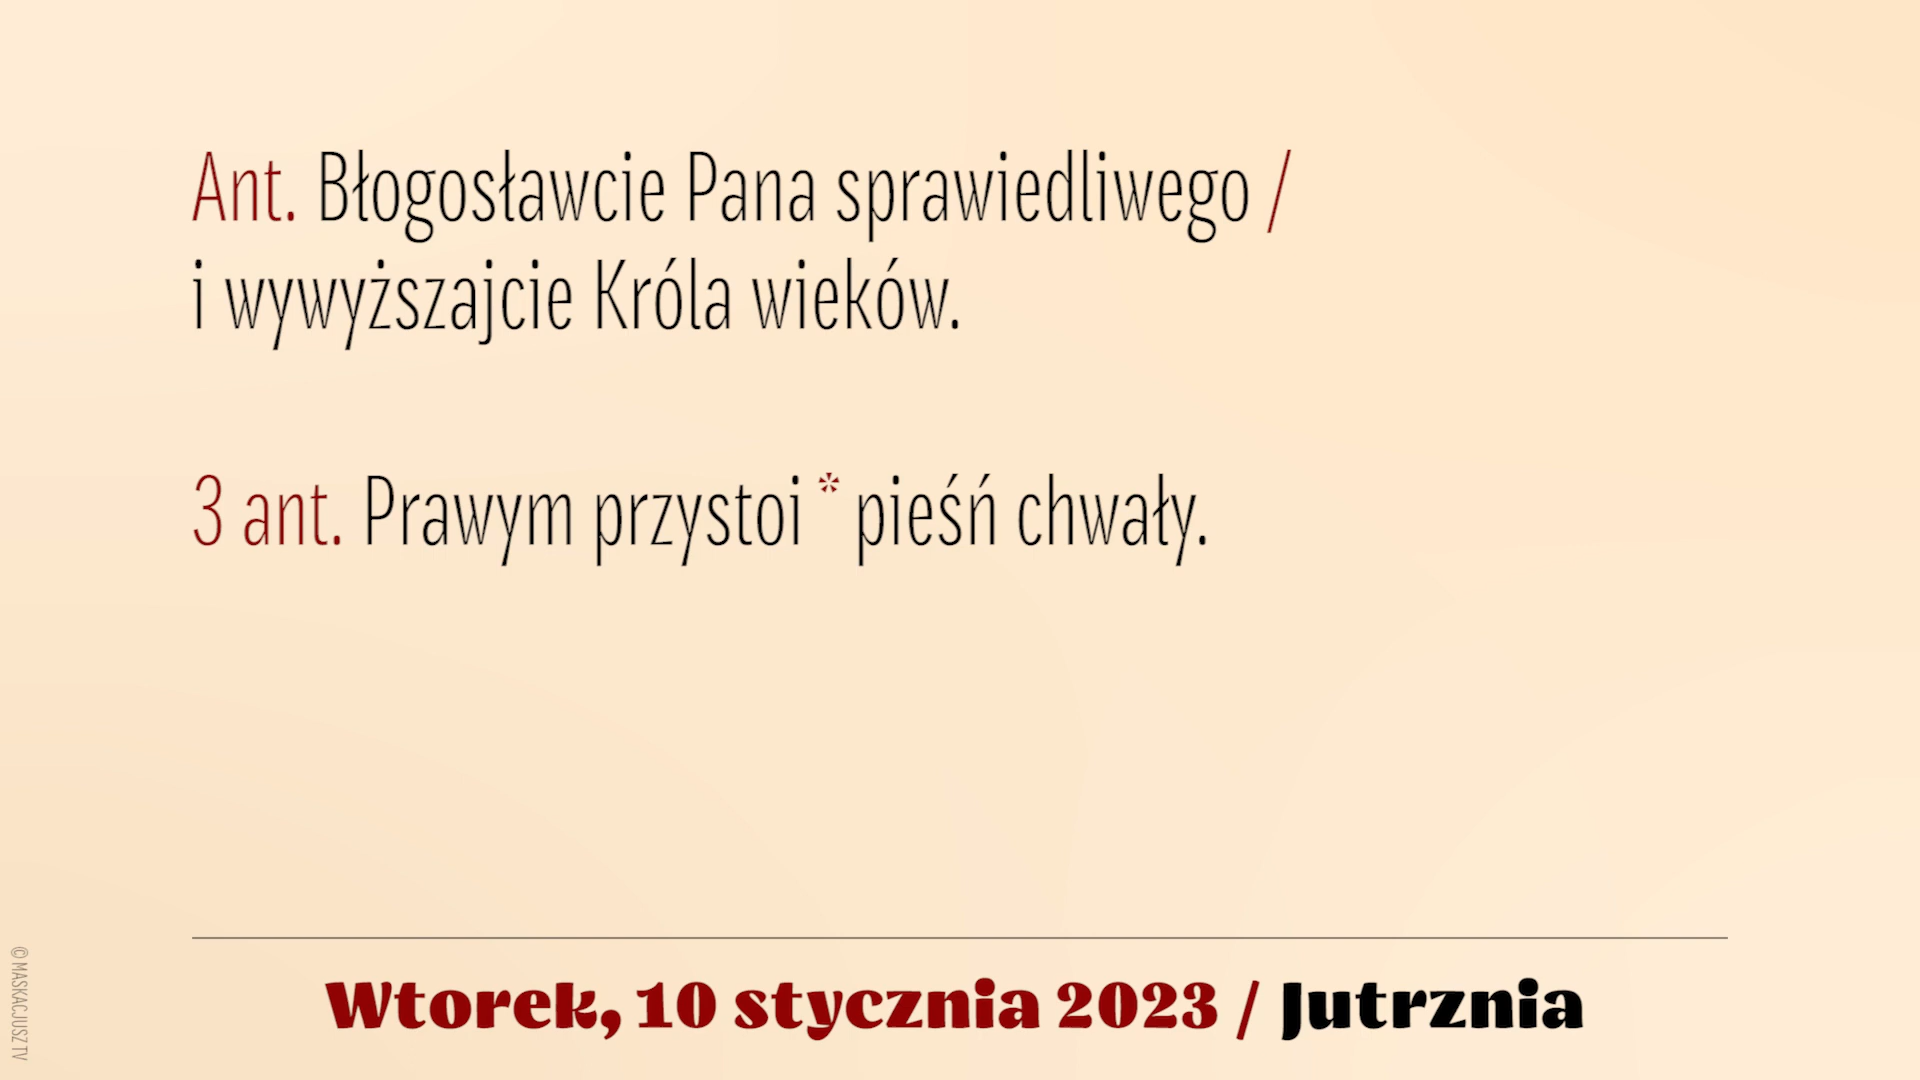 Ant. Błogosławcie Pana sprawiedliwego /
i wywyższajcie Króla wieków.
3 ant. Prawym przystoi * pieśń chwały.
Wtorek, 10 stycznia 2023 / Jutrznia
© MASKACJUSZ TV